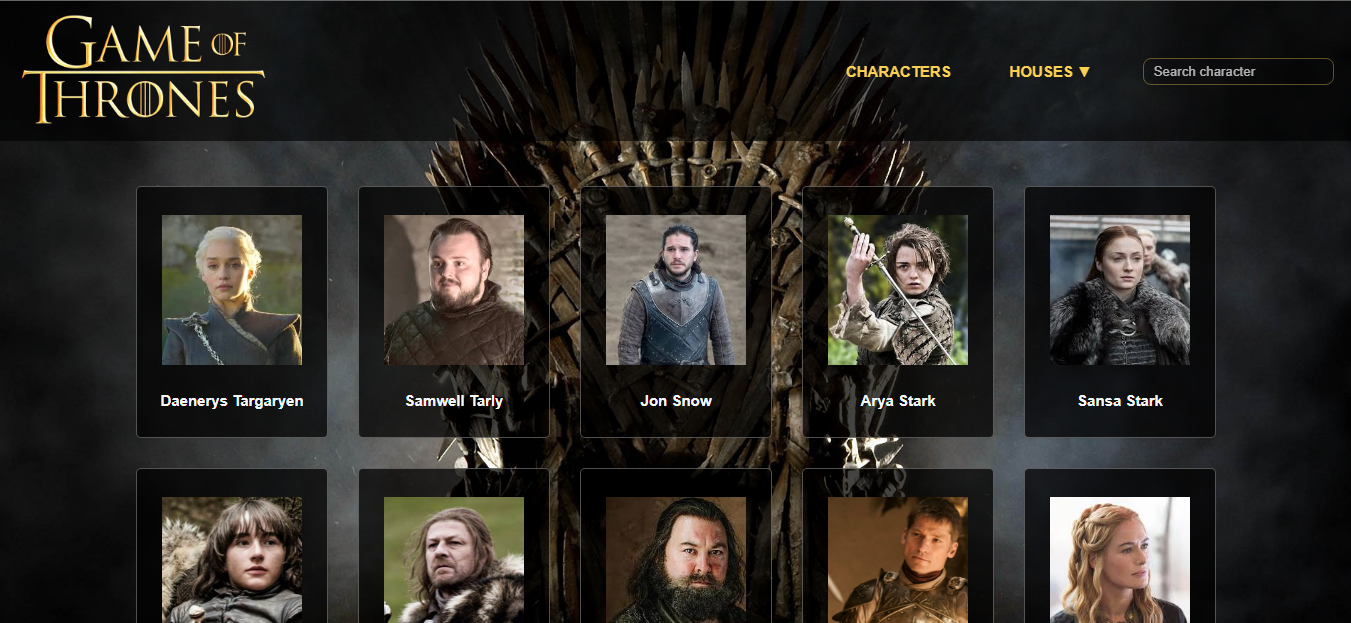 GAME OF
THRONES
CHARACTERS
HOUSES ▼
Search character
Daenerys Targaryen
Samwell Tarly
Jon Snow
Arya Stark
Sansa Stark